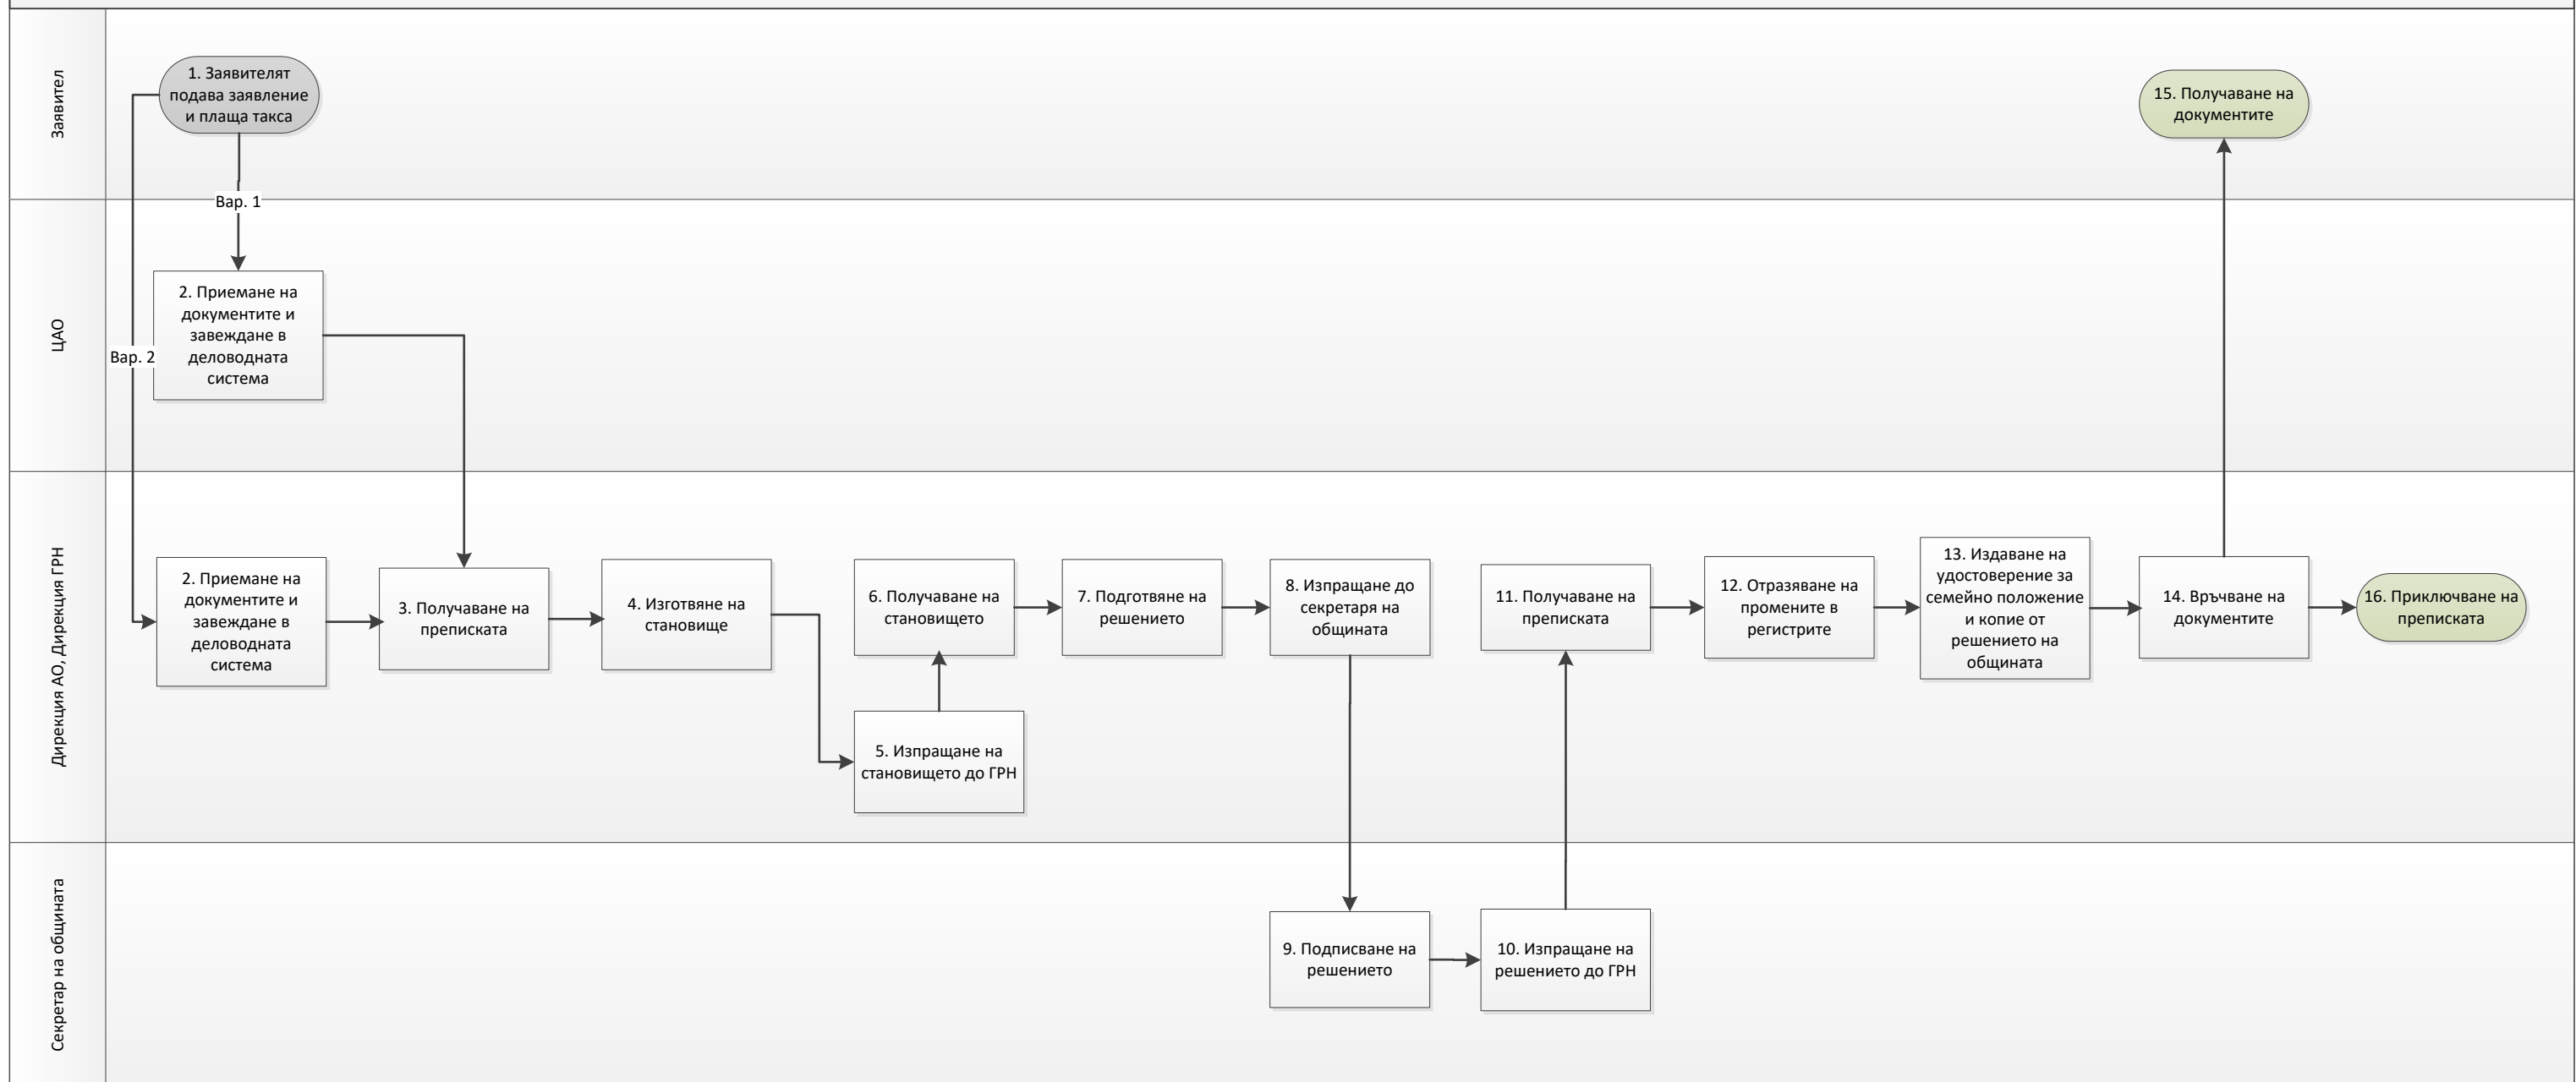 Заявител
1. Заявителят
подава заявление
и плаща такса
15. Получаване на
документите
Вар. 1
ЦАО
2. Приемане на
документите и
завеждане в
деловодната
система
Вар. 2
Дирекция АО, Дирекция ГРН
2. Приемане на
документите и
завеждане в
деловодната
система
3. Получаване на
преписката
4. Изготвяне на
становище
5. Изпращане на
становището до ГРН
6. Получаване на
становището
7. Подготвяне на
решението
8. Изпращане до
секретаря на
общината
11. Получаване на
преписката
12. Отразяване на
промените в
регистрите
13. Издаване на
удостоверение за
семейно положение
и копие от
решението на
общината
14. Връчване на
документите
16. Приключване на
преписката
Секретар на общината
9. Подписване на
решението
10. Изпращане на
решението до ГРН